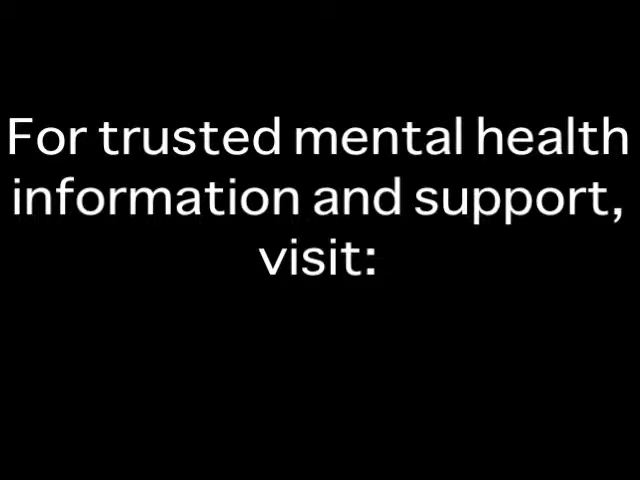 For trusted mental health
information and support,
visit: